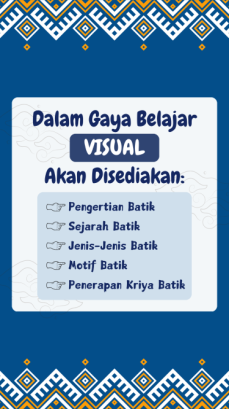 Dalam Gaya Belajar
VISUAL
Akan Disediakan:
Pengertian Batik
Sejarah Batik
Jenis-Jenis Batik
Motif Batik
Penerapan Kriya Batik